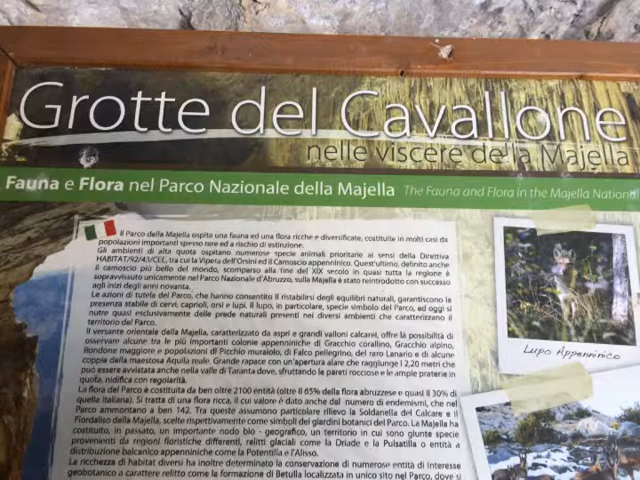 Grotte del Cavallone
nelle viscere della Majella
Fauna e Flora nel Parco Nazionale della Majella The Fauna and Flora in the Majella Nation
Il Parco della Majella ospita una fauna ed una flora ricche e diversificate, costituite in molti casi da
popolazioni importanti spesso rare ed a rischio di estinzione.
Gli ambienti di alta quota ospitano numerose specie animali prioritarie ai sensi della Direttiva
HABITAT/92/43/CEE, tra cui la Vipera dell'Orsini ed il Camoscio appenninico. Quest'ultimo, definito anche
il camoscio più bello del mondo, scomparso alla fine del XIX secolo in quasi tutta la regione è
sopravvissuto unicamente nel Parco Nazionale d'Abruzzo, sulla Majella è stato reintrodotto con successo
agli inizi degli anni novanta.
Le azioni di tutela del Parco, che hanno consentito il ristabilirsi degli equilibri naturali, garantiscono la
presenza stabile di cervi, caprioli, orsi e lupi. Il lupo, in particolare, specie simbolo del Parco, ed oggi si
nutre quasi esclusivamente delle prede naturali presenti nei diversi ambienti che caratterizzano il
territorio del Parco.
Il versante orientale della Majella, caratterizzato da aspri e grandi valloni calcarei, offre la possibilità di
osservare alcune tra le più importanti colonie appenniniche di Gracchio corallino, Gracchio alpino,
Rondone maggiore e popolazioni di Picchio muraiolo, di Falco pellegrino, del raro Lanario e di alcune
coppie della maestosa Aquila reale. Grande rapace con un'apertura alare che raggiunge i 2,20 metri che
può essere avvistata anche nella valle di Taranta dove, sfruttando le pareti rocciose e le ampie praterie in
quota, nidifica con regolarità.
La flora del Parco è costituita da ben oltre 2100 entità (oltre il 65% della flora abruzzese e quasi il 30% di
quella italiana). Si tratta di una flora ricca, il cui valore è dato anche dal numero di endemismi, che nel
Parco ammontano a ben 142. Tra queste assumono particolare rilievo la Soldanella del Calcare e il
Fiordaliso della Majella, scelte rispettivamente come simboli dei giardini botanici del Parco. La Majella ha
costituito, in passato, un importante nodo bio - geografico, un territorio in cui sono giunte specie
provenienti da regioni floristiche differenti, relitti glaciali come la Driade e la Pulsatilla o entità a
distribuzione balcanico appenniniche come la Potentilla e l'Alisso.
La ricchezza di habitat diversi ha inoltre determinato la conservazione di numerose entità di interesse
geobotanico a carattere relitto come la formazione di Betulla localizzata in unico sito nel Parco, dove si
Lupo Appenninico